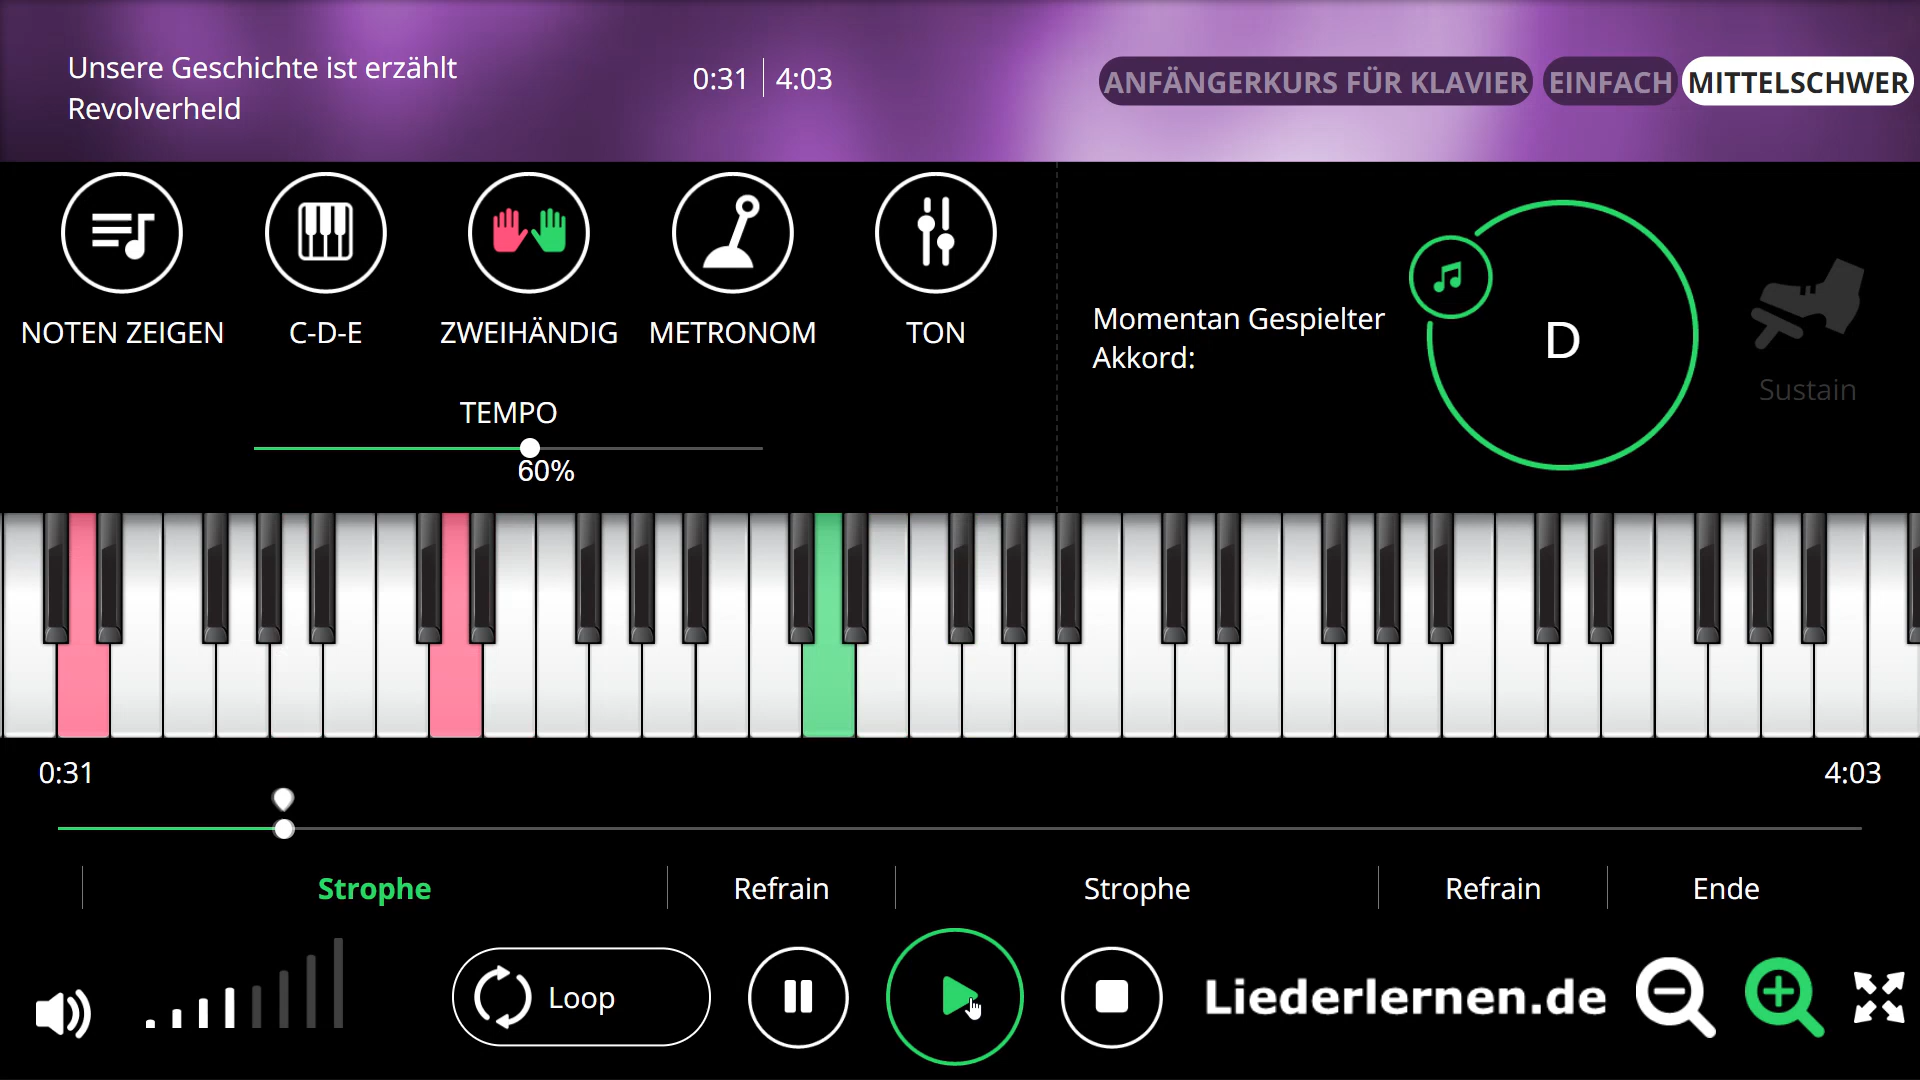 Unsere Geschichte ist erzählt
Revolverheld
0:31 | 4:03
ANFÄNGERKURS FÜR KLAVIER EINFACH MITTELSCHWER
NOTEN ZEIGEN C-D-E ZWEIHÄNDIG METRONOM TON
Momentan Gespielter
Akkord:
D
Sustain
TEMPO
60%
0:31 4:03
Strophe Refrain Strophe Refrain Ende
Loop
Liederlernen.de